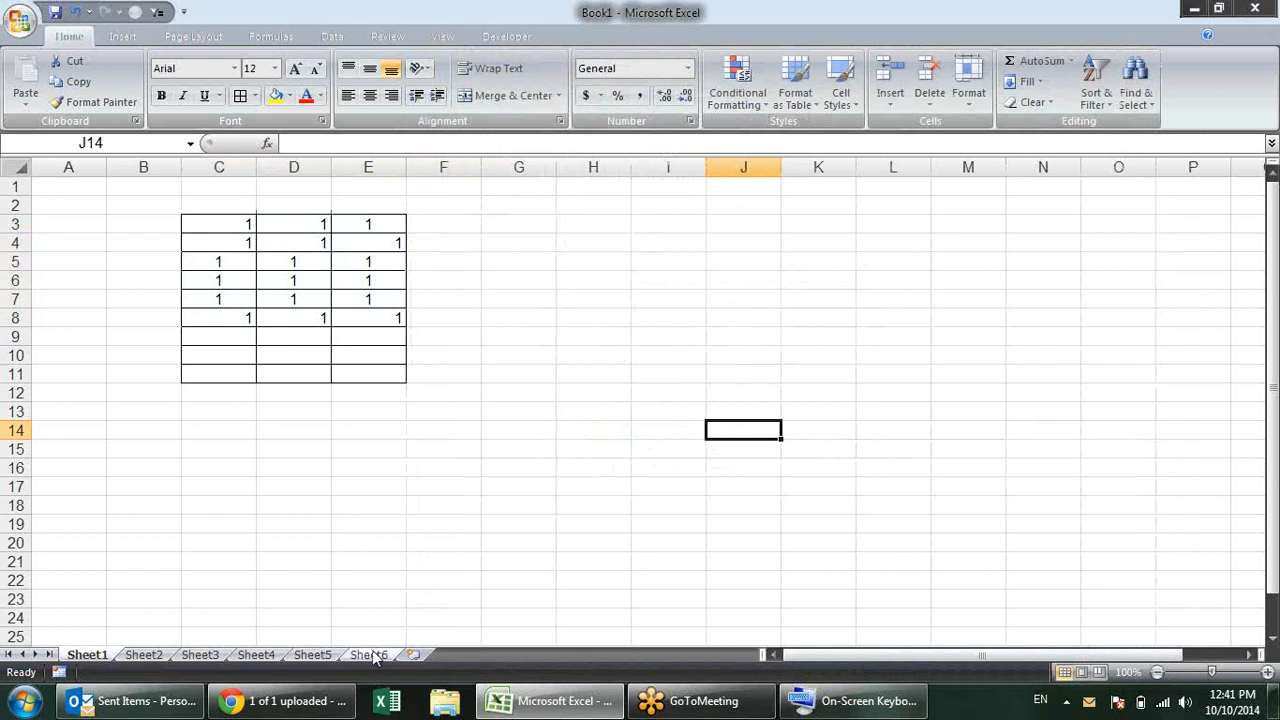 Book1 - Microsoft Excel
Home Insert Page Layout Formulas Data Review View Developer
Paste Cut Copy Format Painter Clipboard
Arial 12 A A B I U A Font
Wrap Text Merge & Center Alignment
General $ % , .0 .00 .00 .0 Number
Conditional Formatting Format as Table Cell Styles Styles
Insert Delete Format Cells
Σ AutoSum Fill Clear Sort & Filter Find & Select Editing
J14 fx
A B C D E F G H I J K L M N O P
1
2
3 1 1 1
4 1 1 1
5 1 1 1
6 1 1 1
7 1 1 1
8 1 1 1
9
10
11
12
13
14
15
16
17
18
19
20
21
22
23
24
25
Sheet1 Sheet2 Sheet3 Sheet4 Sheet5 Sheet6
Ready 100%
Sent Items - Perso... 1 of 1 uploaded - ... Microsoft Excel - ... GoToMeeting On-Screen Keybo... EN 12:41 PM
10/10/2014